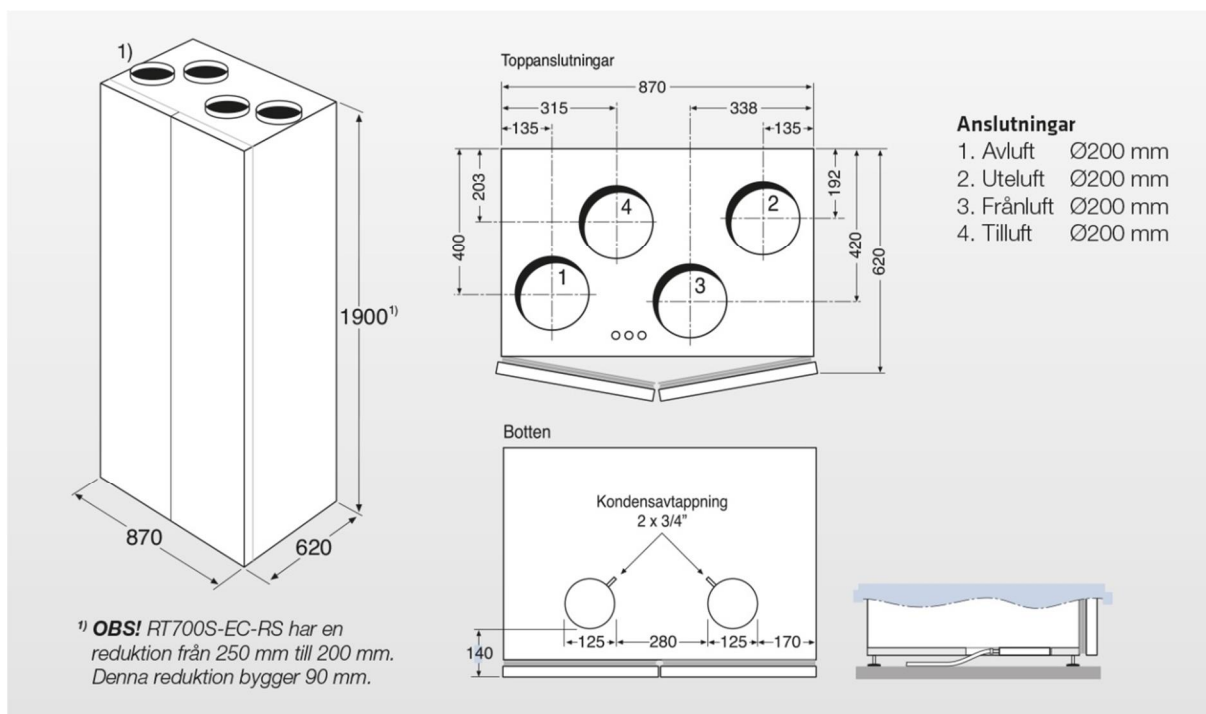 1)
1900¹⁾
870
620
¹⁾ OBS! RT700S-EC-RS har en
reduktion från 250 mm till 200 mm.
Denna reduktion bygger 90 mm.
Toppanslutningar
870
315
338
135
135
203
400
192
420
620
4
2
1
3
Botten
Kondensavtappning
2 x 3/4”
125
280
125
170
140
Anslutningar
1. Avluft Ø200 mm
2. Uteluft Ø200 mm
3. Frånluft Ø200 mm
4. Tilluft Ø200 mm